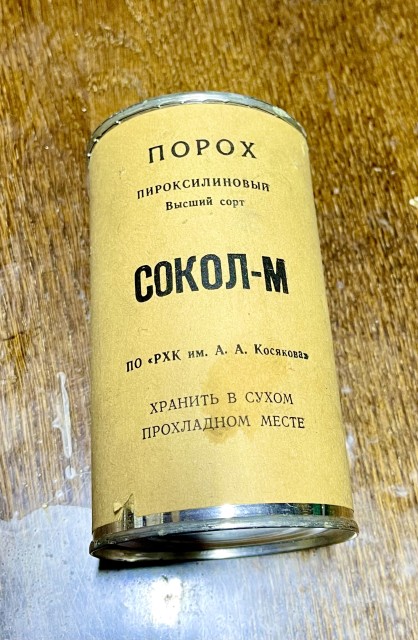 ПОРОХ
ПИРОКСИЛИНОВЫЙ
Высший сорт
СОКОЛ-М
ПО «РХК им. А. А. Косякова»
ХРАНИТЬ В СУХОМ
ПРОХЛАДНОМ МЕСТЕ